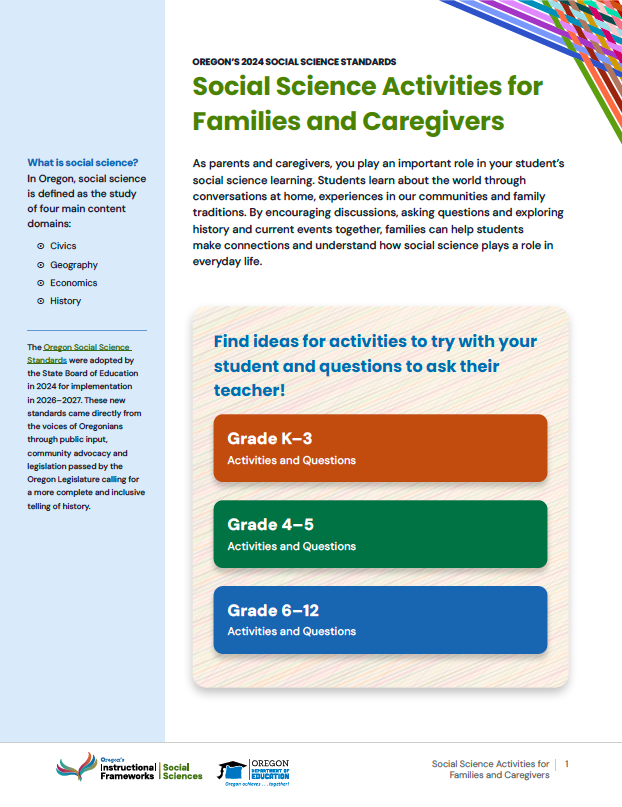 OREGON'S 2024 SOCIAL SCIENCE STANDARDS
Social Science Activities for
Families and Caregivers
What is social science?
In Oregon, social science
is defined as the study
of four main content
domains:
Civics
Geography
Economics
History
The Oregon Social Science
Standards were adopted by
the State Board of Education
in 2024 for implementation
in 2026–2027. These new
standards came directly from
the voices of Oregonians
through public input,
community advocacy and
legislation passed by the
Oregon Legislature calling for
a more complete and inclusive
telling of history.
As parents and caregivers, you play an important role in your student's
social science learning. Students learn about the world through
conversations at home, experiences in our communities and family
traditions. By encouraging discussions, asking questions and exploring
history and current events together, families can help students
make connections and understand how social science plays a role in
everyday life.
Find ideas for activities to try with your
student and questions to ask their
teacher!
Grade K–3
Activities and Questions
Grade 4–5
Activities and Questions
Grade 6–12
Activities and Questions
Oregon's
Instructional
Frameworks
Social
Sciences
OREGON
DEPARTMENT OF
EDUCATION
Oregon achieves . . . together!
Social Science Activities for
Families and Caregivers
1